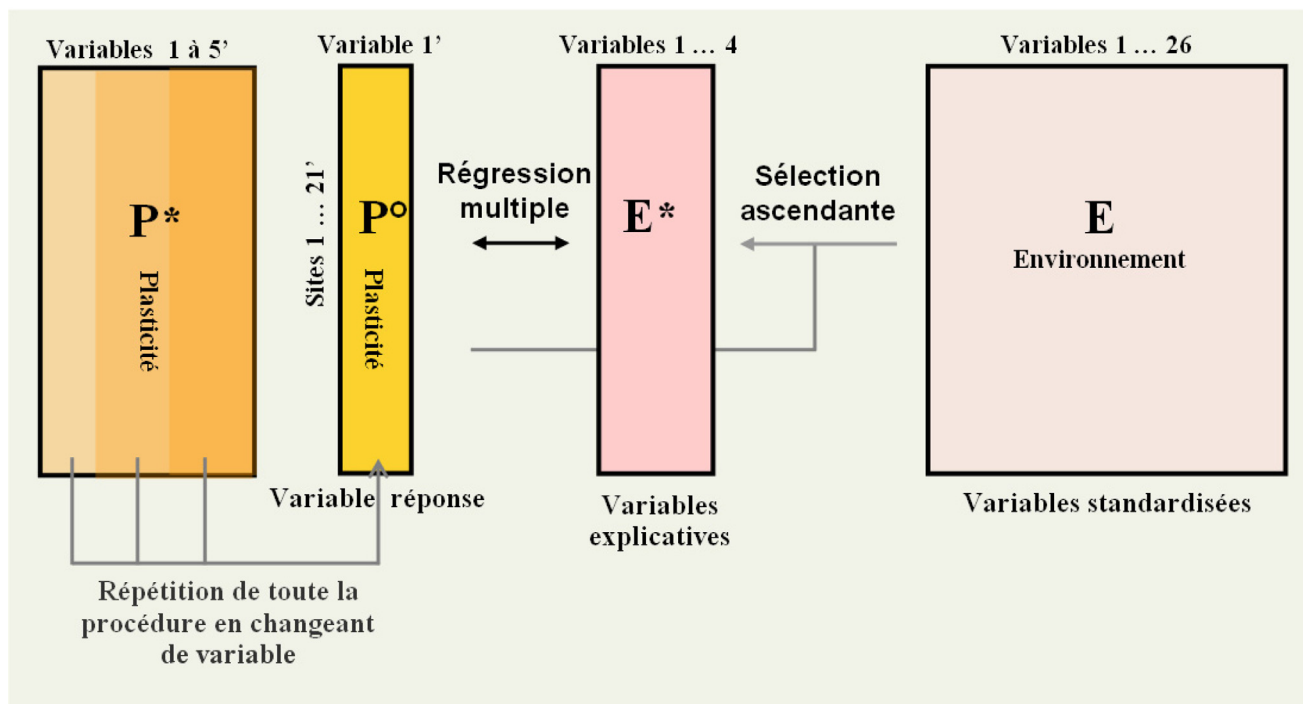 Variables 1 à 5’
Variable 1’
Variables 1 … 4
Variables 1 … 26
P*
Plasticité
Sites 1 … 21’
P°
Plasticité
Régression
multiple
E*
Sélection
ascendante
E
Environnement
Variable réponse
Variables
explicatives
Variables standardisées
Répétition de toute la
procédure en changeant
de variable